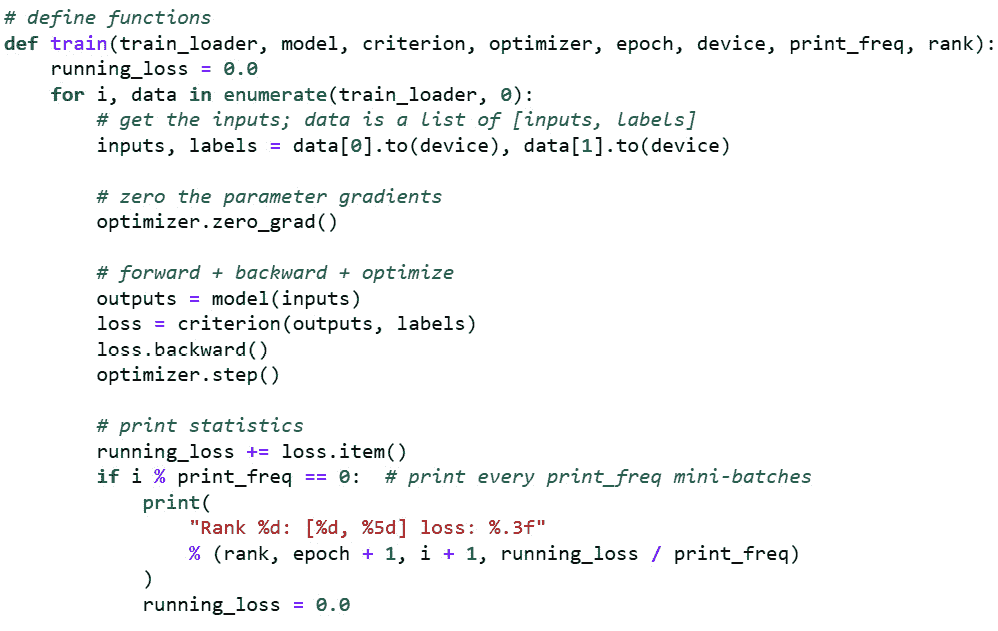 # define functions
def train(train_loader, model, criterion, optimizer, epoch, device, print_freq, rank):
    running_loss = 0.0
    for i, data in enumerate(train_loader, 0):
        # get the inputs; data is a list of [inputs, labels]
        inputs, labels = data[0].to(device), data[1].to(device)

        # zero the parameter gradients
        optimizer.zero_grad()

        # forward + backward + optimize
        outputs = model(inputs)
        loss = criterion(outputs, labels)
        loss.backward()
        optimizer.step()

        # print statistics
        running_loss += loss.item()
        if i % print_freq == 0:  # print every print_freq mini-batches
            print(
                "Rank %d: [%d, %5d] loss: %.3f"
                % (rank, epoch + 1, i + 1, running_loss / print_freq)
            )
            running_loss = 0.0